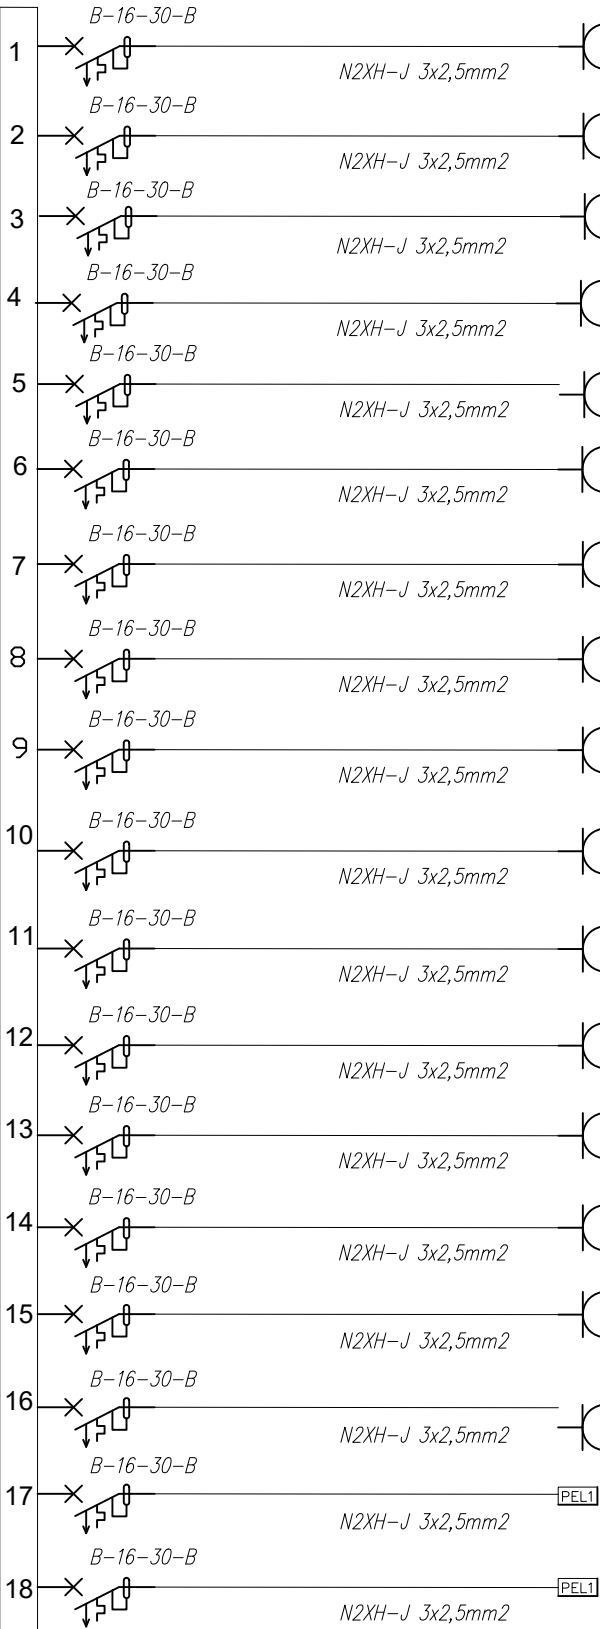 B-16-30-B
1
N2XH-J 3x2,5mm2
B-16-30-B
2
N2XH-J 3x2,5mm2
B-16-30-B
3
N2XH-J 3x2,5mm2
B-16-30-B
4
N2XH-J 3x2,5mm2
B-16-30-B
5
N2XH-J 3x2,5mm2
B-16-30-B
6
N2XH-J 3x2,5mm2
B-16-30-B
7
N2XH-J 3x2,5mm2
B-16-30-B
8
N2XH-J 3x2,5mm2
B-16-30-B
9
N2XH-J 3x2,5mm2
B-16-30-B
10
N2XH-J 3x2,5mm2
B-16-30-B
11
N2XH-J 3x2,5mm2
B-16-30-B
12
N2XH-J 3x2,5mm2
B-16-30-B
13
N2XH-J 3x2,5mm2
B-16-30-B
14
N2XH-J 3x2,5mm2
B-16-30-B
15
N2XH-J 3x2,5mm2
B-16-30-B
16
N2XH-J 3x2,5mm2
B-16-30-B
17 PEL1
N2XH-J 3x2,5mm2
B-16-30-B
18 PEL1
N2XH-J 3x2,5mm2